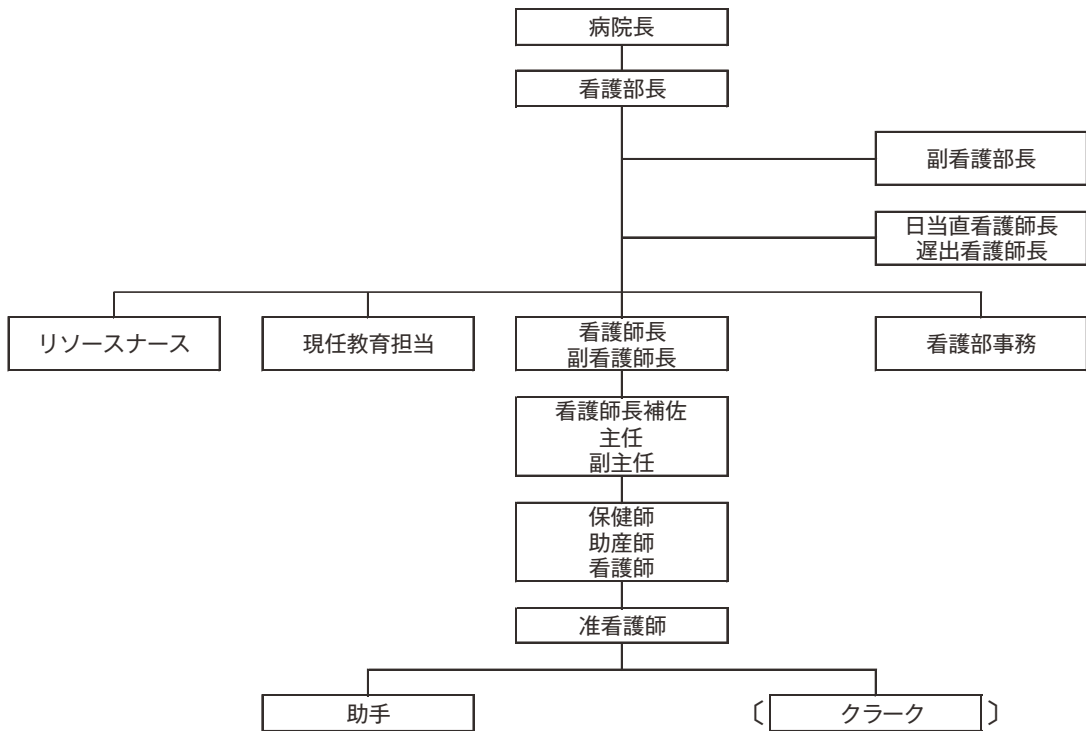 病院長
看護部長
副看護部長
日当直看護師長
遅出看護師長
リソースナース
現任教育担当
看護師長
副看護師長
看護部事務
看護師長補佐
主任
副主任
保健師
助産師
看護師
准看護師
助手
〔 クラーク 〕